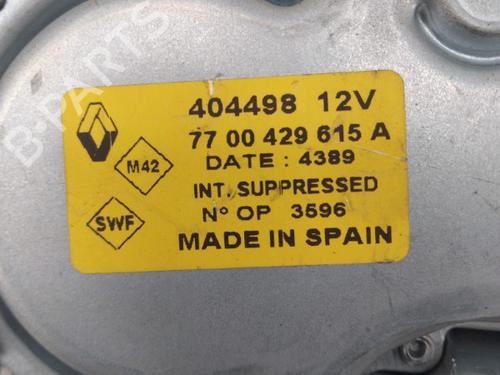 B-PARTS
404498 12V
77 00 429 615 A
M42
DATE : 4389
INT. SUPPRESSED
SWF
N° OP 3596
MADE IN SPAIN